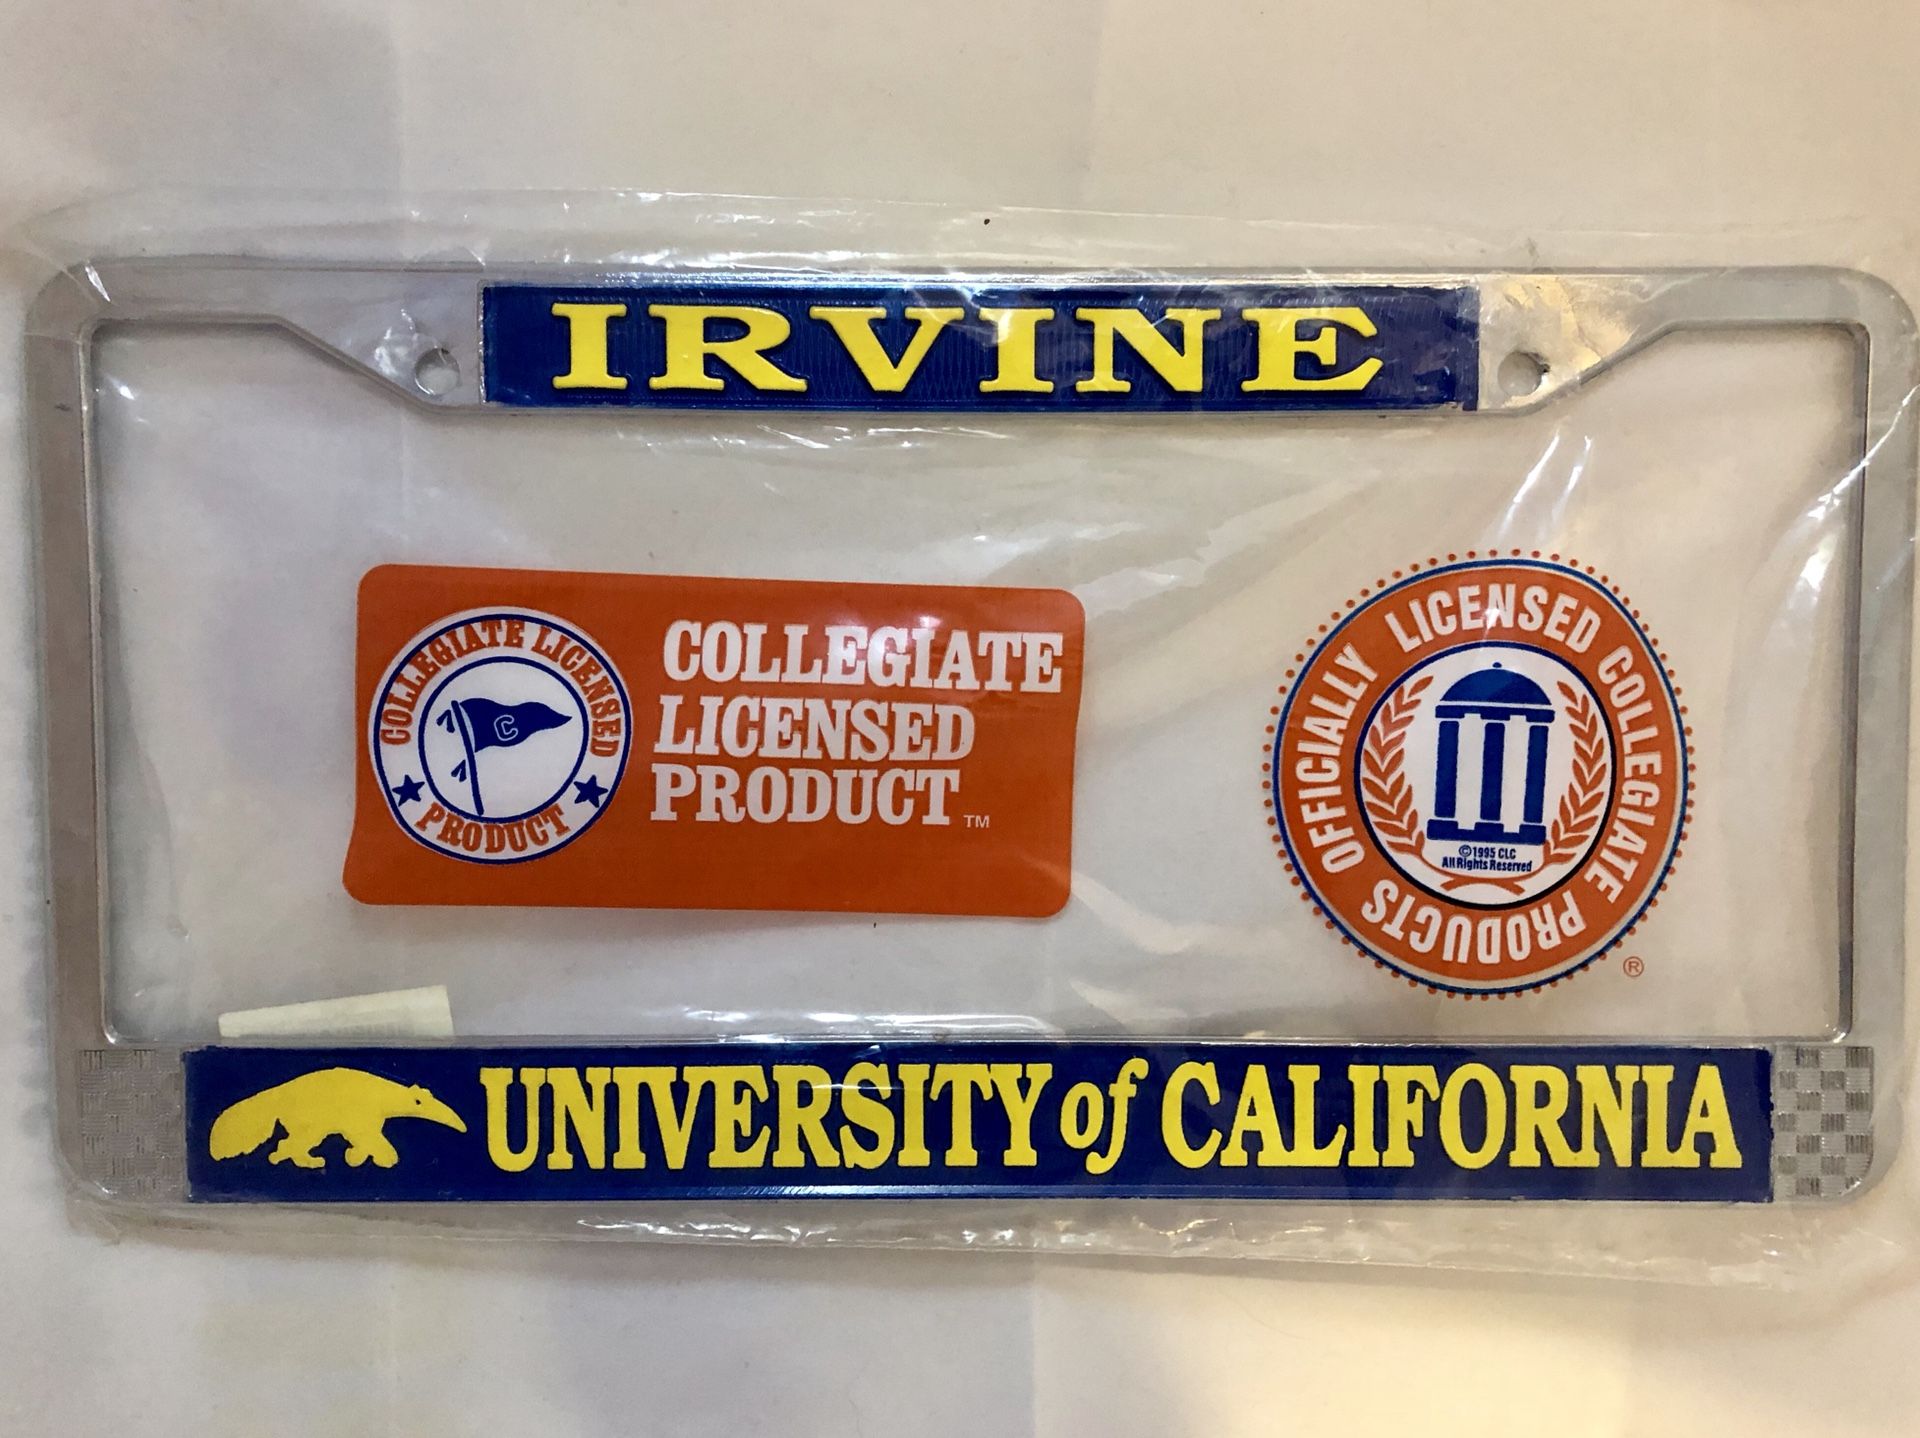 IRVINE
COLLEGIATE LICENSED
PRODUCT
C
COLLEGIATE
LICENSED
PRODUCT TM
OFFICIALLY LICENSED COLLEGIATE PRODUCTS
©1995 CLC
All Rights Reserved
®
UNIVERSITY of CALIFORNIA